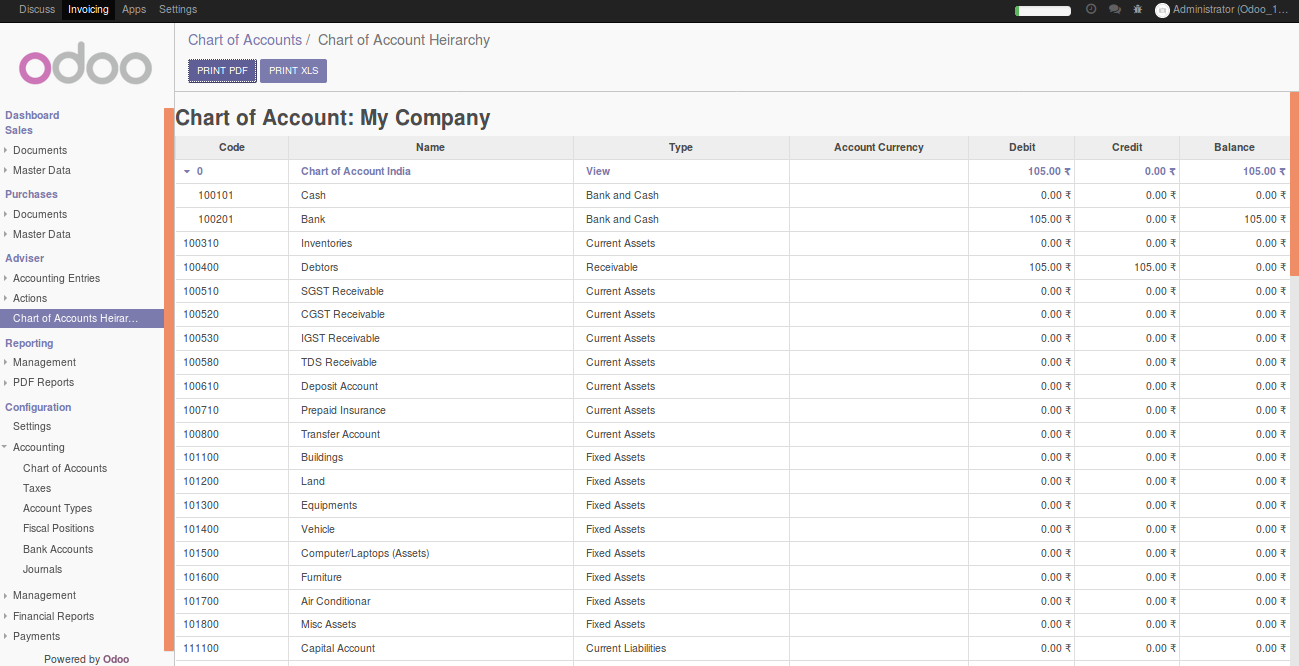 Discuss Invoicing Apps Settings Administrator (Odoo_1...
odoo
Chart of Accounts / Chart of Account Heirarchy
PRINT PDF PRINT XLS
Dashboard
Sales
Documents
Master Data
Purchases
Documents
Master Data
Adviser
Accounting Entries
Actions
Chart of Accounts Heirar...
Reporting
Management
PDF Reports
Configuration
Settings
Accounting
Chart of Accounts
Taxes
Account Types
Fiscal Positions
Bank Accounts
Journals
Management
Financial Reports
Payments
Powered by Odoo
Chart of Account: My Company
Code Name Type Account Currency Debit Credit Balance
0 Chart of Account India View 105.00 ₹ 0.00 ₹ 105.00 ₹
100101 Cash Bank and Cash 0.00 ₹ 0.00 ₹ 0.00 ₹
100201 Bank Bank and Cash 105.00 ₹ 0.00 ₹ 105.00 ₹
100310 Inventories Current Assets 0.00 ₹ 0.00 ₹ 0.00 ₹
100400 Debtors Receivable 105.00 ₹ 105.00 ₹ 0.00 ₹
100510 SGST Receivable Current Assets 0.00 ₹ 0.00 ₹ 0.00 ₹
100520 CGST Receivable Current Assets 0.00 ₹ 0.00 ₹ 0.00 ₹
100530 IGST Receivable Current Assets 0.00 ₹ 0.00 ₹ 0.00 ₹
100580 TDS Receivable Current Assets 0.00 ₹ 0.00 ₹ 0.00 ₹
100610 Deposit Account Current Assets 0.00 ₹ 0.00 ₹ 0.00 ₹
100710 Prepaid Insurance Current Assets 0.00 ₹ 0.00 ₹ 0.00 ₹
100800 Transfer Account Current Assets 0.00 ₹ 0.00 ₹ 0.00 ₹
101100 Buildings Fixed Assets 0.00 ₹ 0.00 ₹ 0.00 ₹
101200 Land Fixed Assets 0.00 ₹ 0.00 ₹ 0.00 ₹
101300 Equipments Fixed Assets 0.00 ₹ 0.00 ₹ 0.00 ₹
101400 Vehicle Fixed Assets 0.00 ₹ 0.00 ₹ 0.00 ₹
101500 Computer/Laptops (Assets) Fixed Assets 0.00 ₹ 0.00 ₹ 0.00 ₹
101600 Furniture Fixed Assets 0.00 ₹ 0.00 ₹ 0.00 ₹
101700 Air Conditionar Fixed Assets 0.00 ₹ 0.00 ₹ 0.00 ₹
101800 Misc Assets Fixed Assets 0.00 ₹ 0.00 ₹ 0.00 ₹
111100 Capital Account Current Liabilities 0.00 ₹ 0.00 ₹ 0.00 ₹